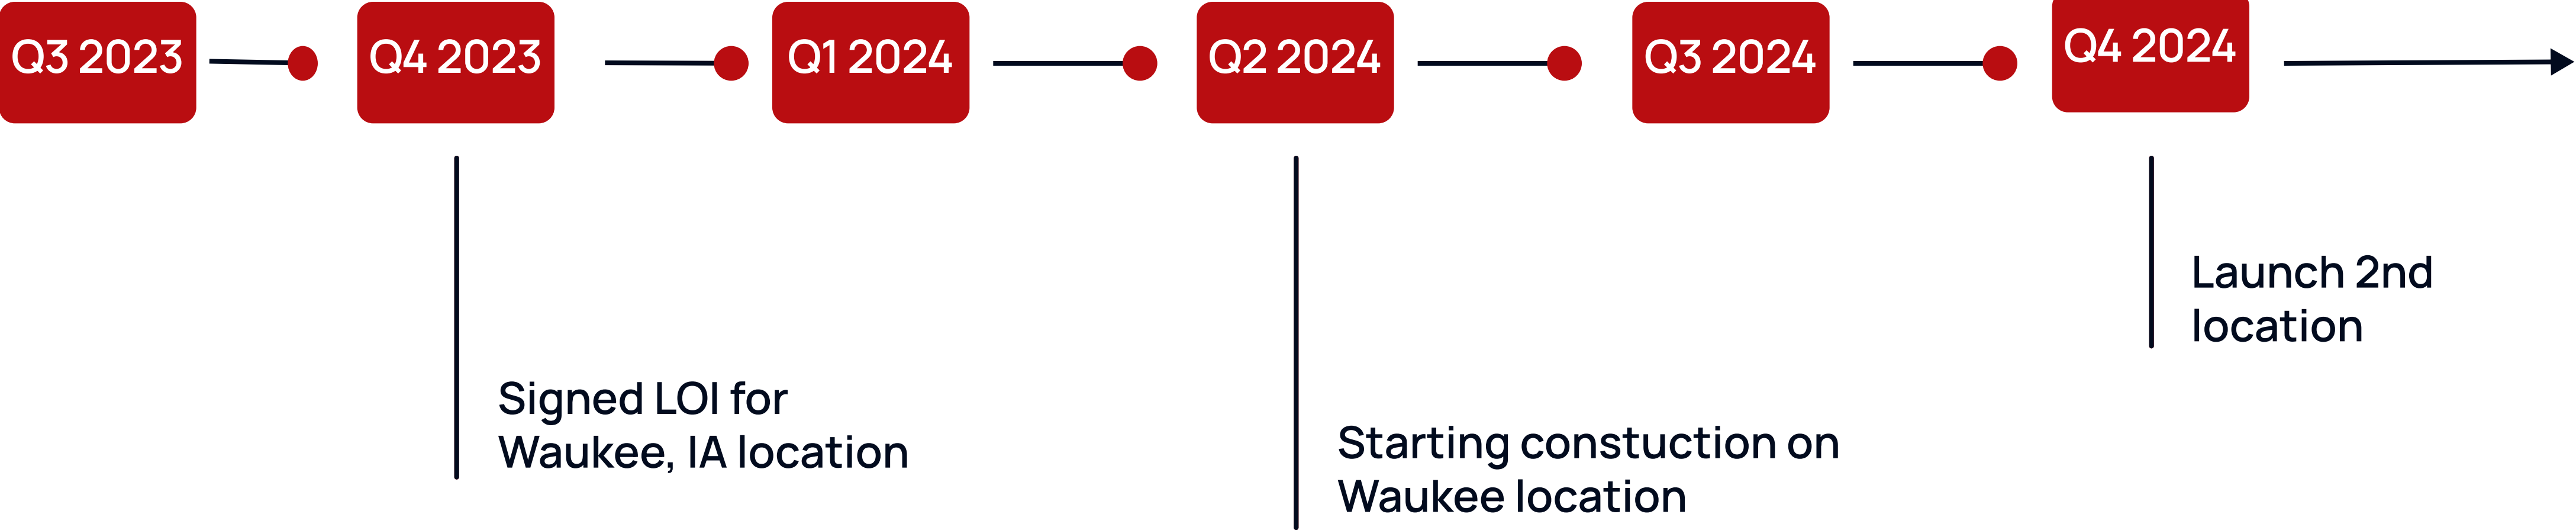 Q3 2023
Q4 2023
Q1 2024
Q2 2024
Q3 2024
Q4 2024
Signed LOI for
Waukee, IA location
Starting constuction on
Waukee location
Launch 2nd
location